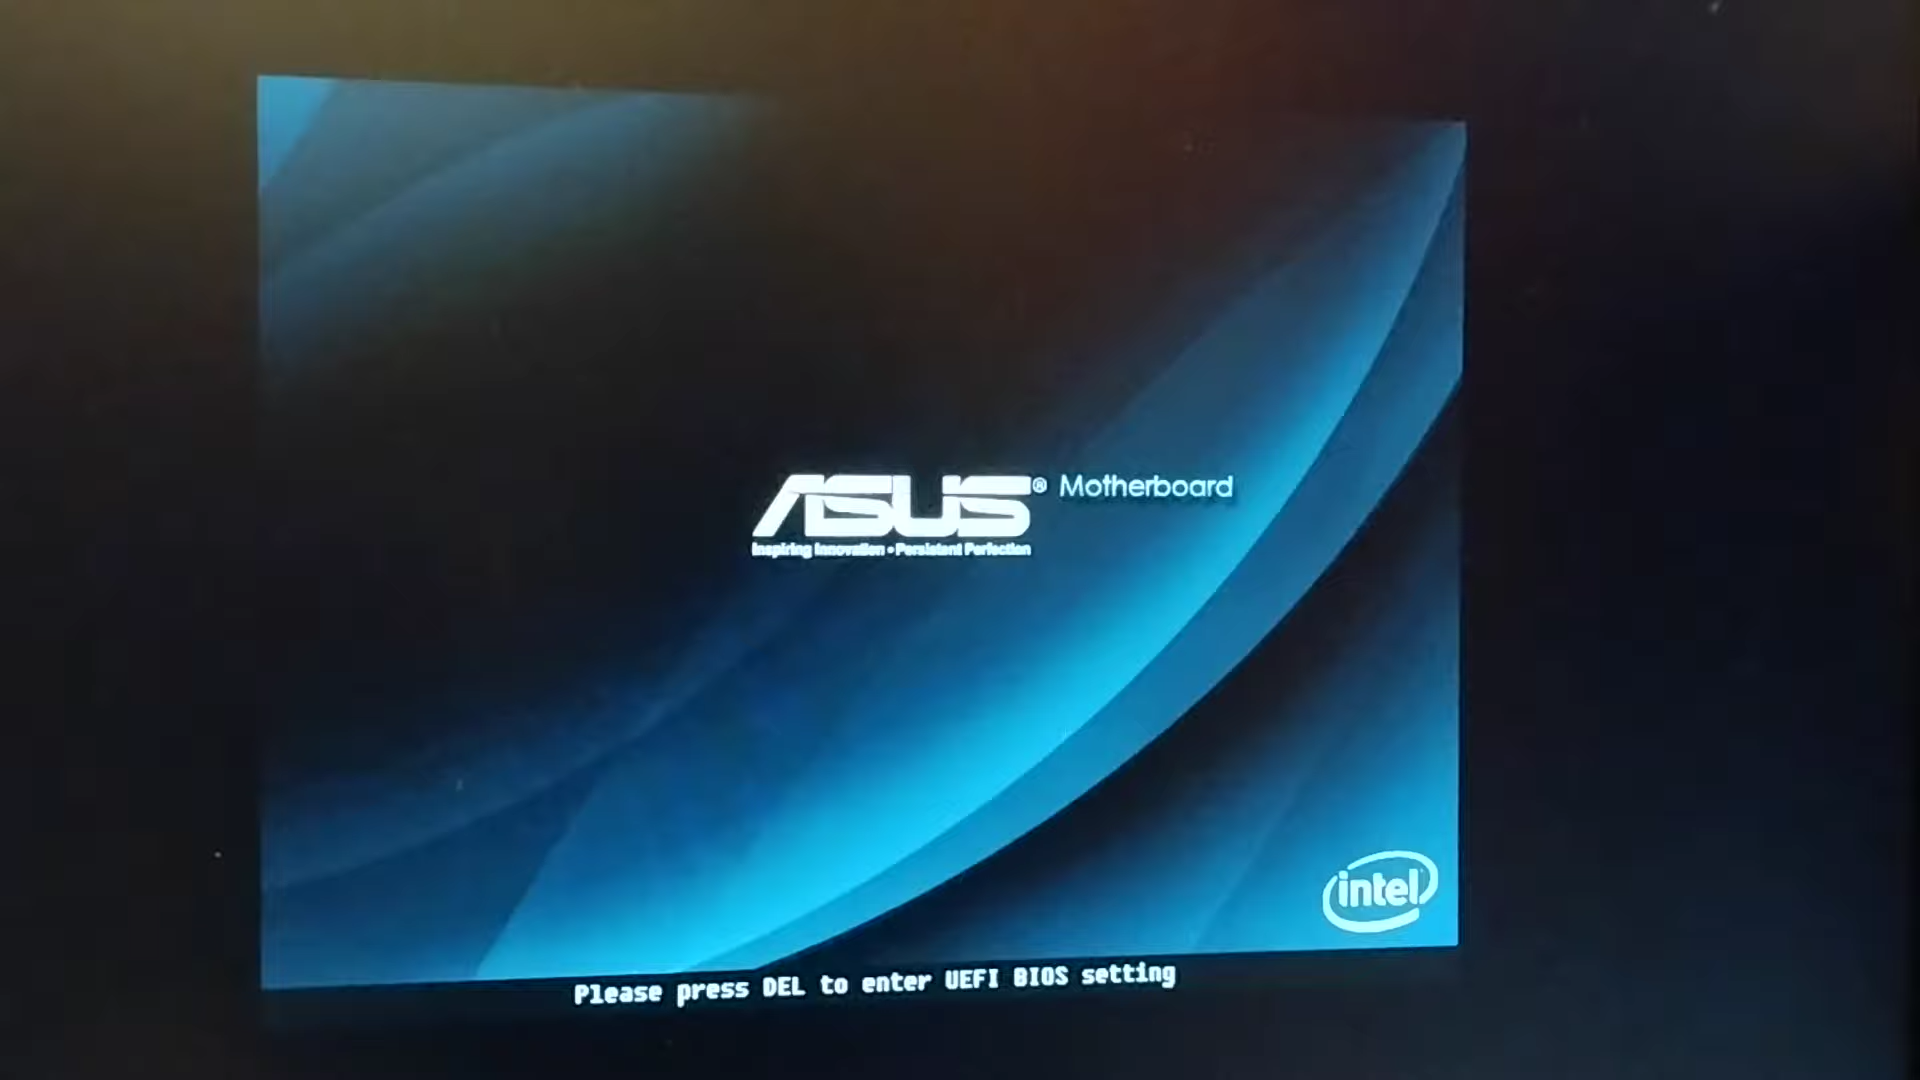 ASUS® Motherboard
Inspiring Innovation • Persistent Perfection
intel
Please press DEL to enter UEFI BIOS setting